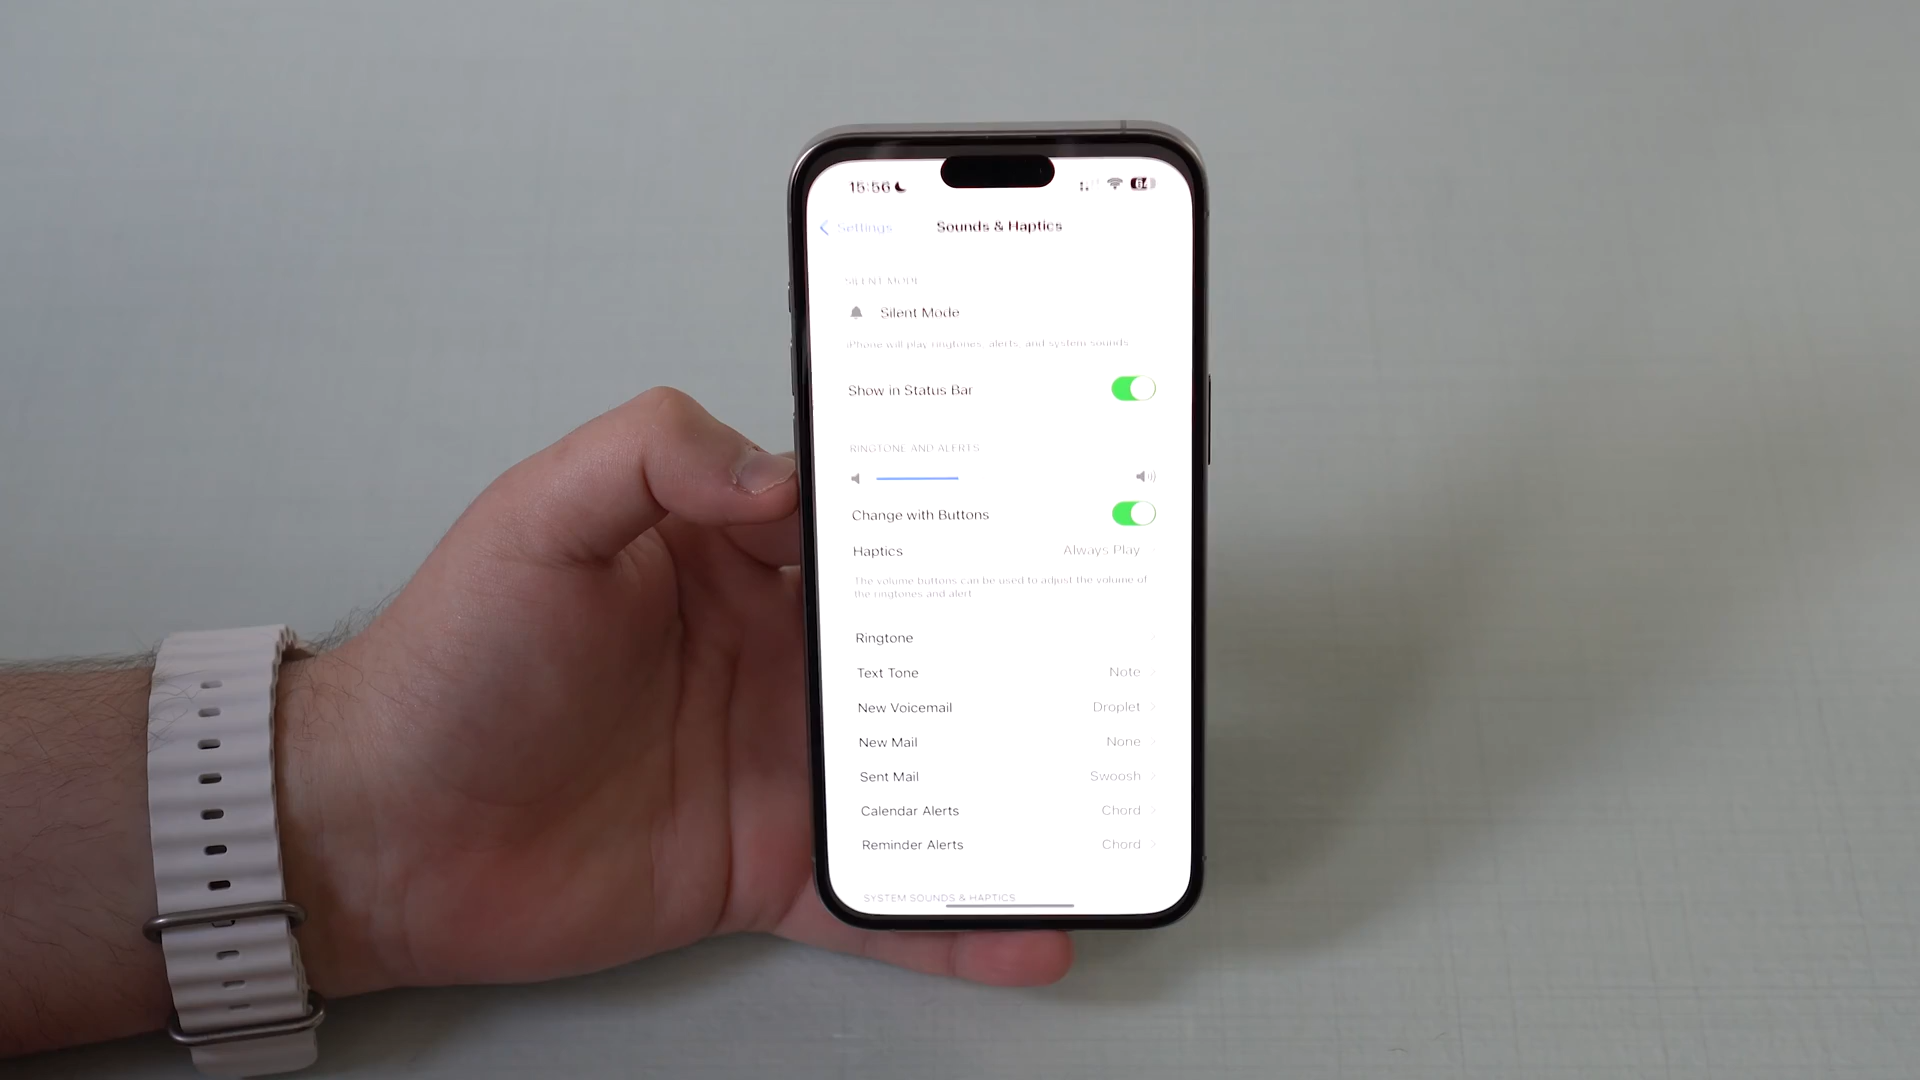 15:56
64
Settings
Sounds & Haptics
SILENT MODE
Silent Mode
iPhone will play ringtones, alerts, and system sounds.
Show in Status Bar
RINGTONE AND ALERTS
Change with Buttons
Haptics Always Play
The volume buttons can be used to adjust the volume of
the ringtones and alert
Ringtone
Text Tone Note
New Voicemail Droplet
New Mail None
Sent Mail Swoosh
Calendar Alerts Chord
Reminder Alerts Chord
SYSTEM SOUNDS & HAPTICS